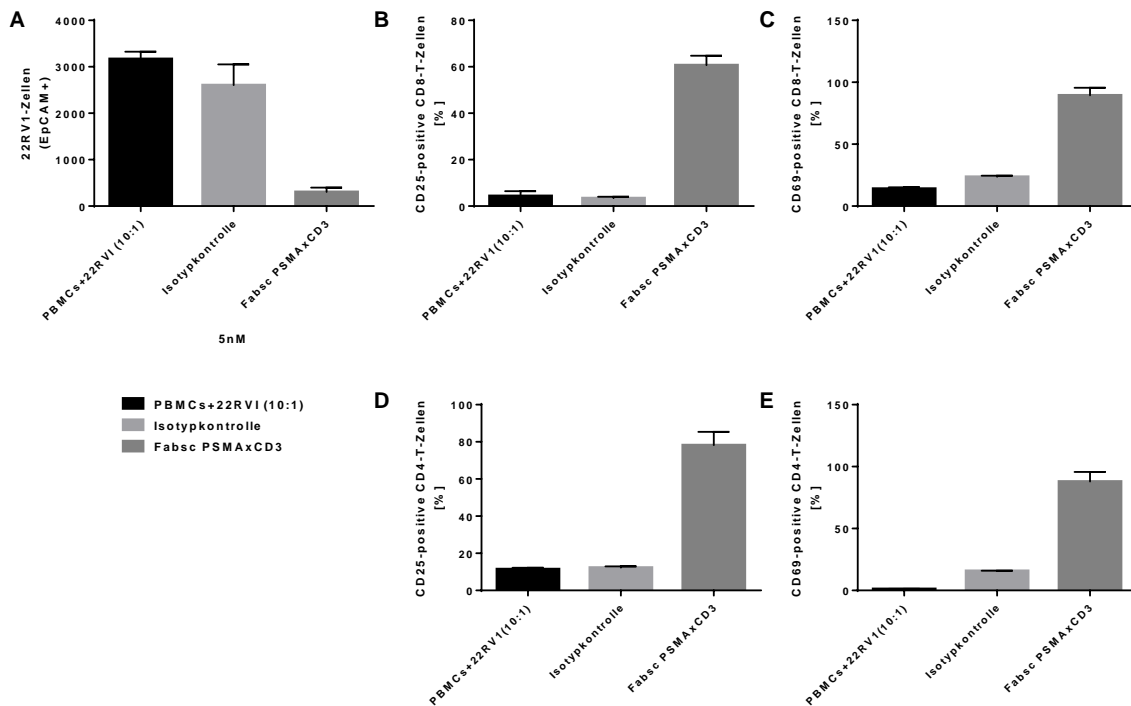 A
22RV1-Zellen
(EpCAM+)
4000
3000
2000
1000
0
PBMCs+22RVI (10:1)
Isotypkontrolle
Fabsc PSMAxCD3
5nM
B
CD25-positive CD8-T-Zellen
[%]
60
40
20
0
80
PBMCs+22RV1(10:1)
Isotypkontrolle
Fabsc PSMAxCD3
C
CD69-positive CD8-T-Zellen
[%]
150
100
50
0
PBMCs+22RV1(10:1)
Isotypkontrolle
Fabsc PSMAxCD3
PBMCs+22RVI (10:1)
Isotypkontrolle
Fabsc PSMAxCD3
D
CD25-positive CD4-T-Zellen
[%]
100
80
60
40
20
0
PBMCs+22RV1(10:1)
Isotypkontrolle
Fabsc PSMAxCD3
E
CD69-positive CD4-T-Zellen
[%]
150
100
50
0
PBMCs+22RV1(10:1)
Isotypkontrolle
Fabsc PSMAxCD3